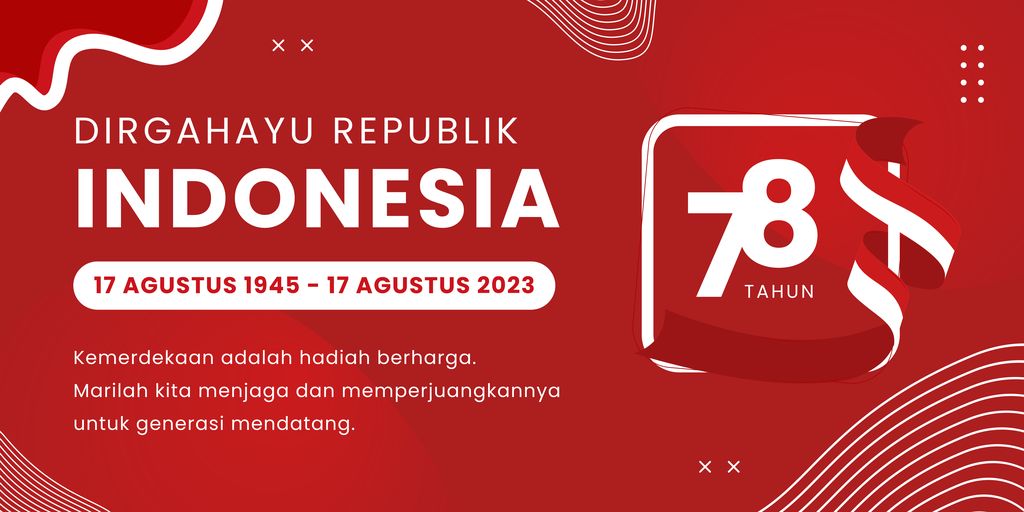 DIRGAHAYU REPUBLIK
INDONESIA
17 AGUSTUS 1945 - 17 AGUSTUS 2023
Kemerdekaan adalah hadiah berharga.
Marilah kita menjaga dan memperjuangkannya
untuk generasi mendatang.
78
TAHUN